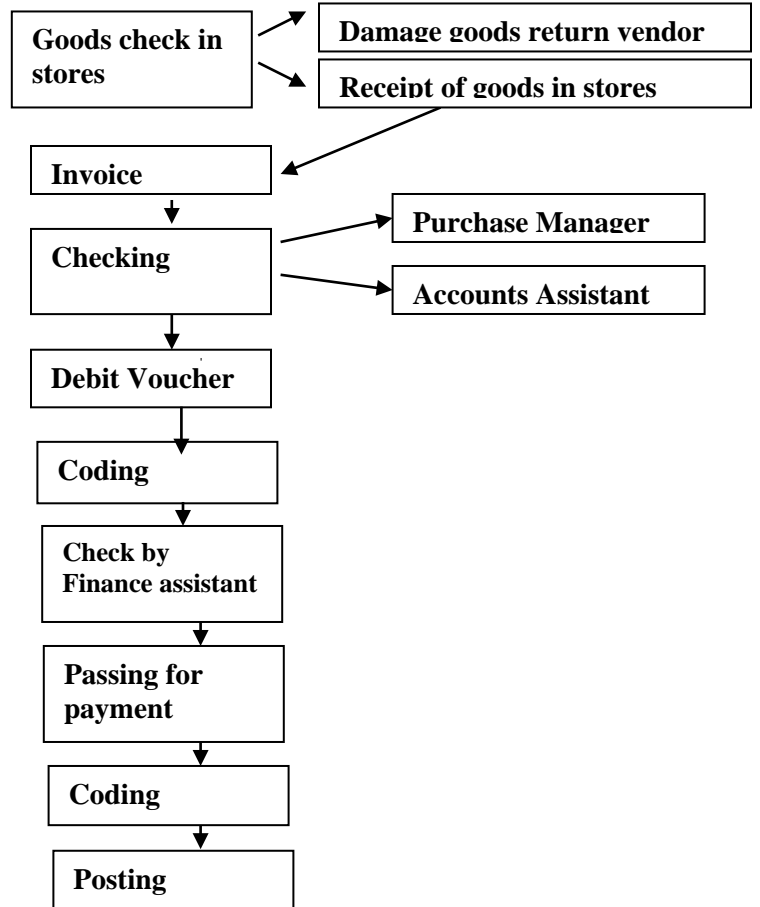 Goods check in
stores
Damage goods return vendor
Receipt of goods in stores
Invoice
Purchase Manager
Checking
Accounts Assistant
Debit Voucher
Coding
Check by
Finance assistant
Passing for
payment
Coding
Posting